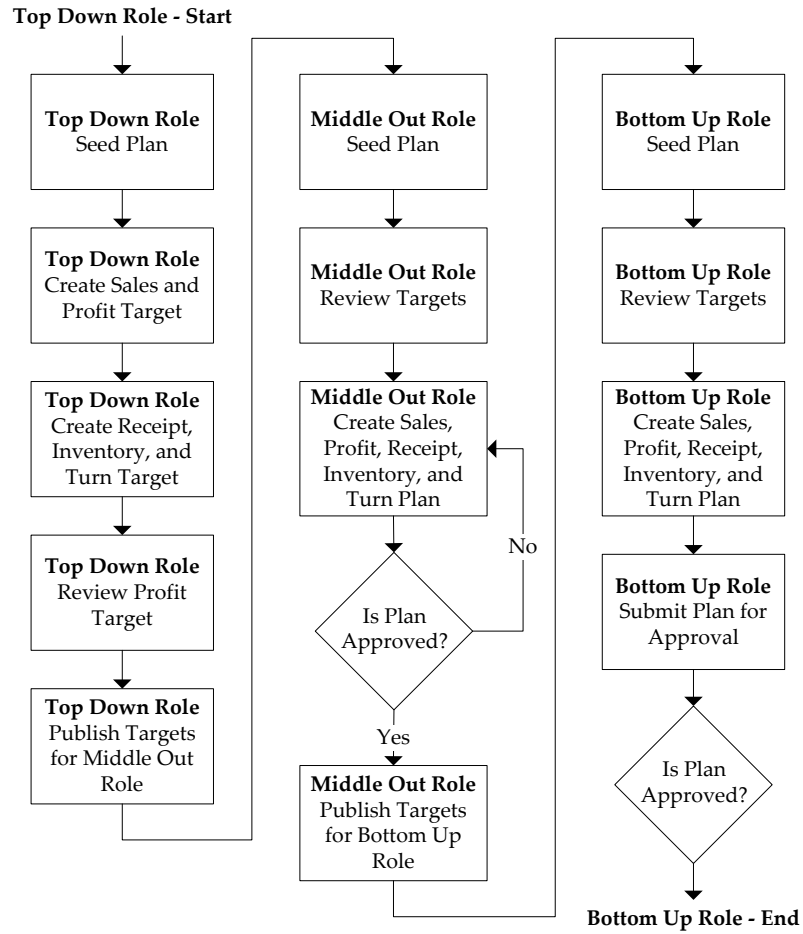 Top Down Role - Start
Top Down Role
Seed Plan
Top Down Role
Create Sales and
Profit Target
Top Down Role
Create Receipt,
Inventory, and
Turn Target
Top Down Role
Review Profit
Target
Top Down Role
Publish Targets
for Middle Out
Role
Middle Out Role
Seed Plan
Middle Out Role
Review Targets
Middle Out Role
Create Sales,
Profit, Receipt,
Inventory, and
Turn Plan
No
Is Plan
Approved?
Yes
Middle Out Role
Publish Targets
for Bottom Up
Role
Bottom Up Role
Seed Plan
Bottom Up Role
Review Targets
Bottom Up Role
Create Sales,
Profit, Receipt,
Inventory, and
Turn Plan
Bottom Up Role
Submit Plan for
Approval
Is Plan
Approved?
Bottom Up Role - End